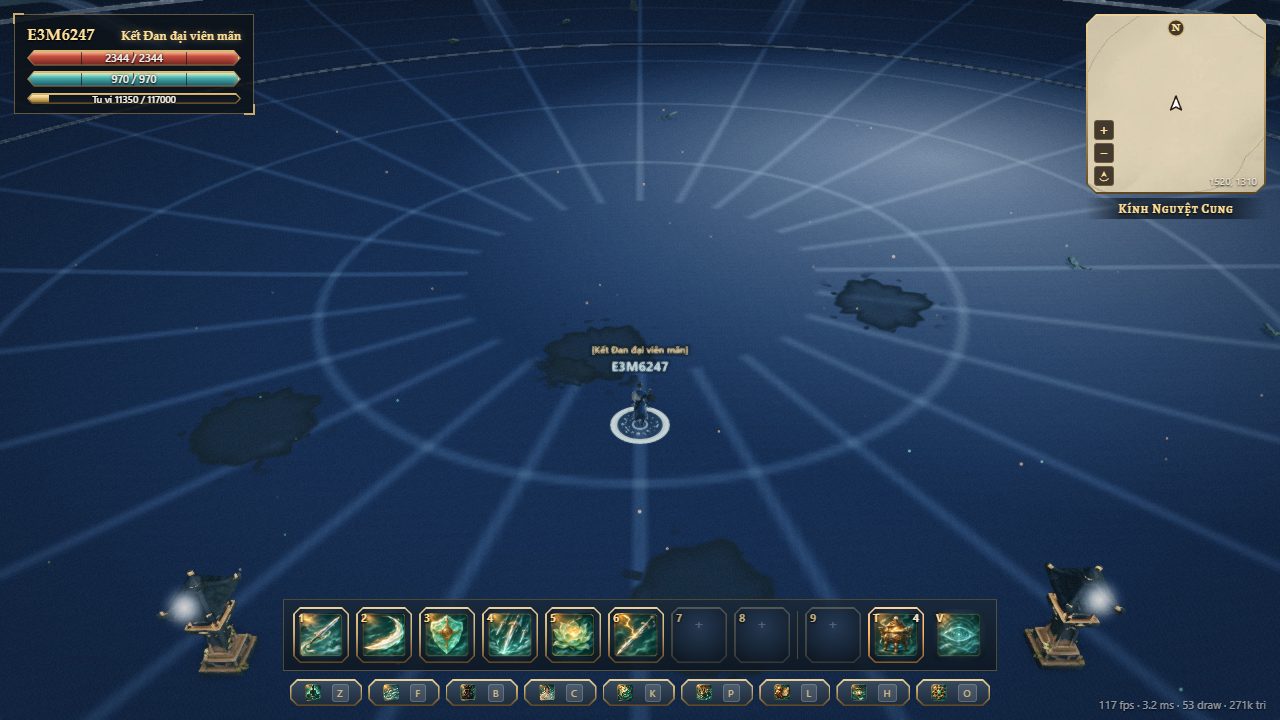 E3M6247 Kết Đan đại viên mãn
2344 / 2344
970 / 970
Tu vi 11350 / 117000
N
+
−
1520, 1310
Kính Nguyệt Cung
[Kết Đan đại viên mãn]
E3M6247
1 2 3 4 5 6 7 + 8 + 9 + T 4 V
Z F B C K P L H O
117 fps · 3.2 ms · 53 draw · 271k tri